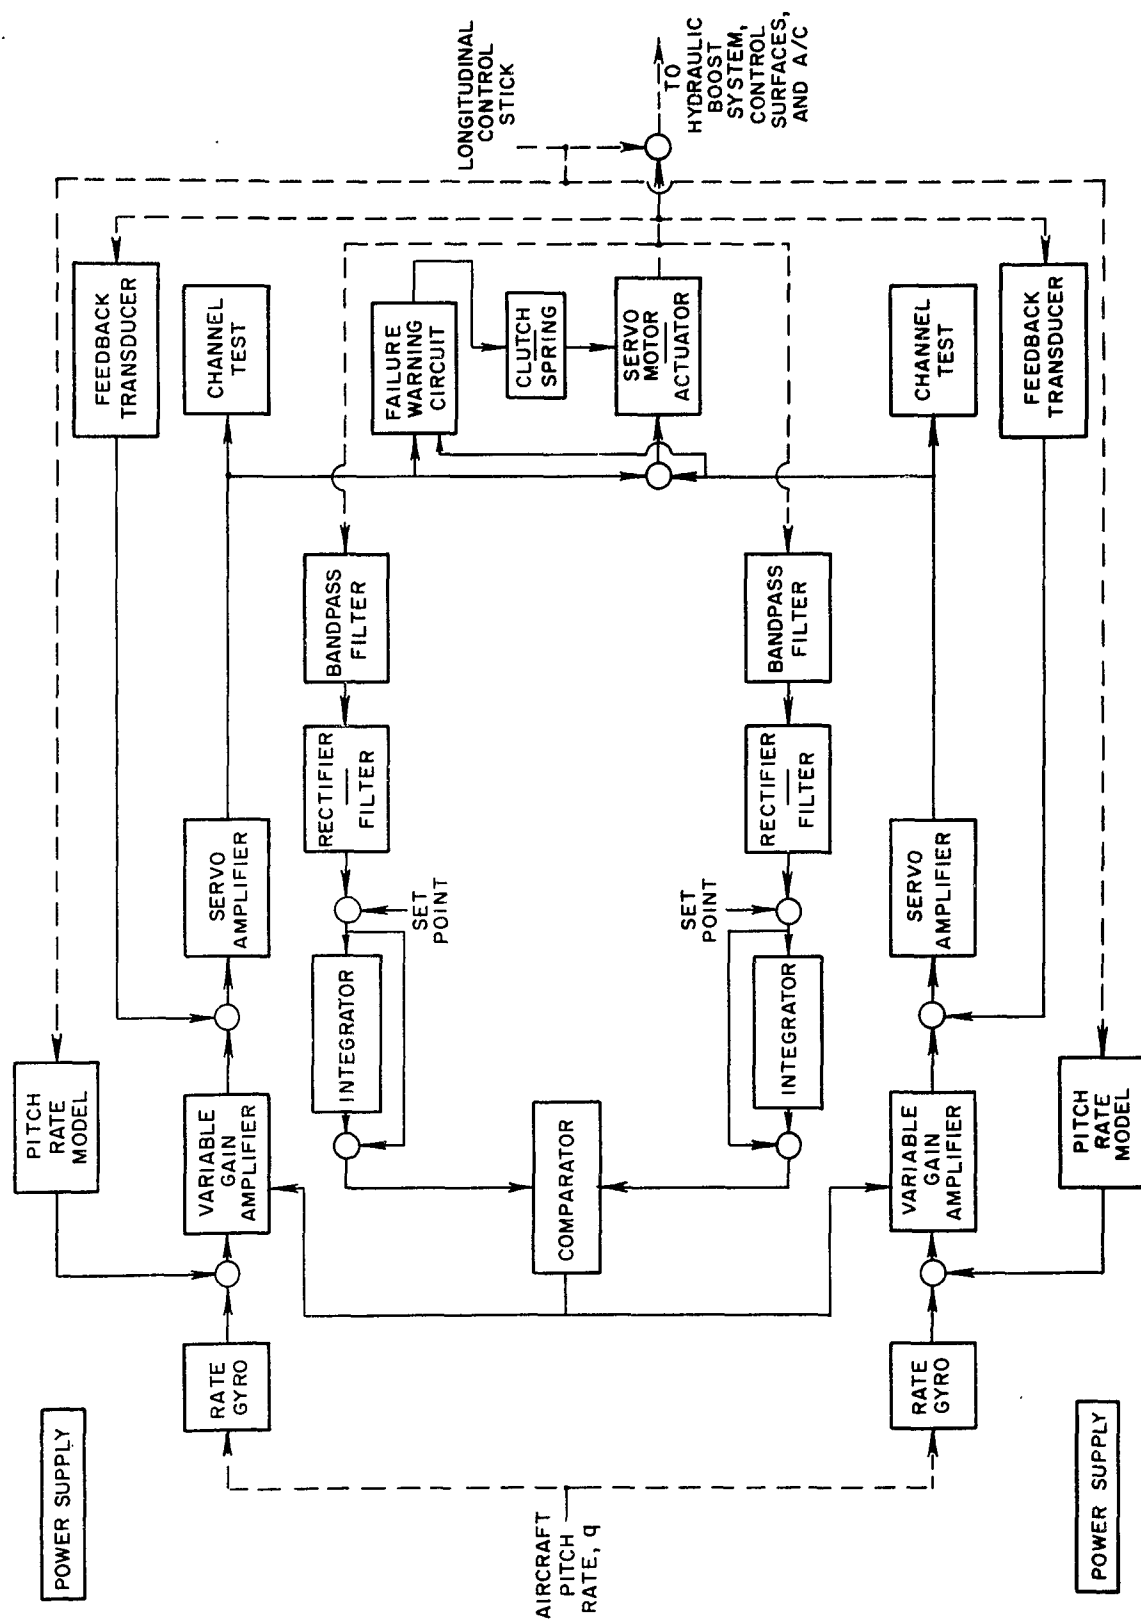 POWER SUPPLY
PITCH
RATE
MODEL
FEEDBACK
TRANSDUCER
RATE
GYRO
VARIABLE
GAIN
AMPLIFIER
SERVO
AMPLIFIER
CHANNEL
TEST
INTEGRATOR
SET
POINT
RECTIFIER
FILTER
BANDPASS
FILTER
FAILURE
WARNING
CIRCUIT
LONGITUDINAL
CONTROL
STICK
CLUTCH
SPRING
AIRCRAFT
PITCH
RATE, q
COMPARATOR
SERVO
MOTOR
ACTUATOR
TO
HYDRAULIC
BOOST
SYSTEM,
CONTROL
SURFACES,
AND A/C
SET
POINT
INTEGRATOR
RECTIFIER
FILTER
BANDPASS
FILTER
RATE
GYRO
VARIABLE
GAIN
AMPLIFIER
SERVO
AMPLIFIER
CHANNEL
TEST
FEEDBACK
TRANSDUCER
POWER SUPPLY
PITCH
RATE
MODEL